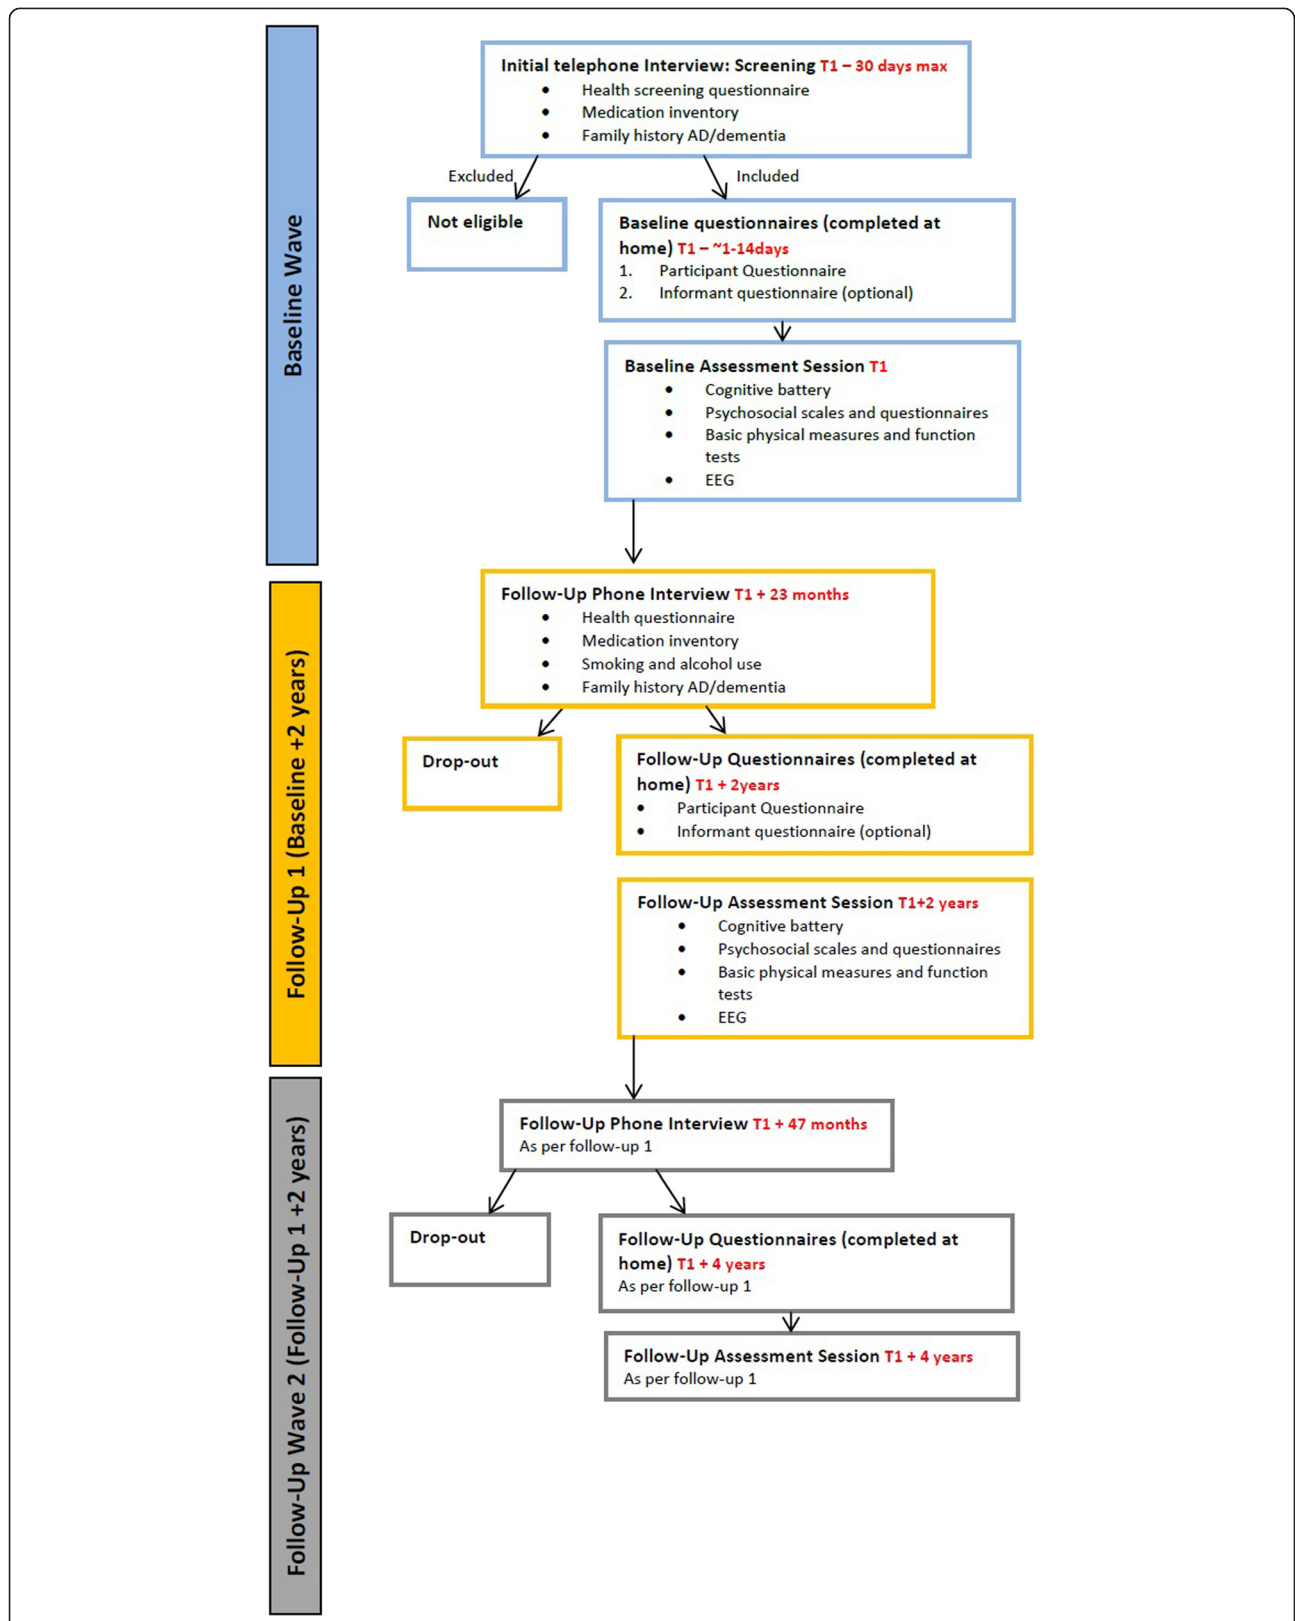 Baseline Wave
Initial telephone Interview: Screening T1 – 30 days max
• Health screening questionnaire
• Medication inventory
• Family history AD/dementia
Excluded
Included
Not eligible
Baseline questionnaires (completed at
home) T1 – ~1-14days
1. Participant Questionnaire
2. Informant questionnaire (optional)
Baseline Assessment Session T1
• Cognitive battery
• Psychosocial scales and questionnaires
• Basic physical measures and function
tests
• EEG
Follow-Up 1 (Baseline +2 years)
Follow-Up Phone Interview T1 + 23 months
• Health questionnaire
• Medication inventory
• Smoking and alcohol use
• Family history AD/dementia
Drop-out
Follow-Up Questionnaires (completed at
home) T1 + 2years
• Participant Questionnaire
• Informant questionnaire (optional)
Follow-Up Assessment Session T1+2 years
• Cognitive battery
• Psychosocial scales and questionnaires
• Basic physical measures and function
tests
• EEG
Follow-Up Wave 2 (Follow-Up 1 +2 years)
Follow-Up Phone Interview T1 + 47 months
As per follow-up 1
Drop-out
Follow-Up Questionnaires (completed at
home) T1 + 4 years
As per follow-up 1
Follow-Up Assessment Session T1 + 4 years
As per follow-up 1